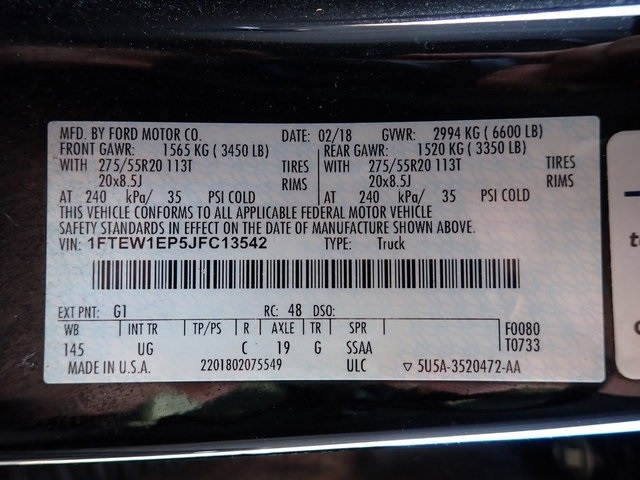 MFD. BY FORD MOTOR CO. DATE: 02/18 GVWR: 2994 KG ( 6600 LB)
FRONT GAWR: 1565 KG ( 3450 LB) REAR GAWR: 1520 KG ( 3350 LB)
WITH 275/55R20 113T TIRES WITH 275/55R20 113T TIRES
20x8.5J RIMS 20x8.5J RIMS
AT 240 kPa/ 35 PSI COLD AT 240 kPa/ 35 PSI COLD
THIS VEHICLE CONFORMS TO ALL APPLICABLE FEDERAL MOTOR VEHICLE
SAFETY STANDARDS IN EFFECT ON THE DATE OF MANUFACTURE SHOWN ABOVE.
VIN: 1FTEW1EP5JFC13542 TYPE: Truck
EXT PNT: G1 RC: 48 DSO:
WB INT TR TP/PS R AXLE TR SPR F0080
145 UG C 19 G SSAA T0733
MADE IN U.S.A. 2201802075549 ULC ▽ 5U5A-3520472-AA